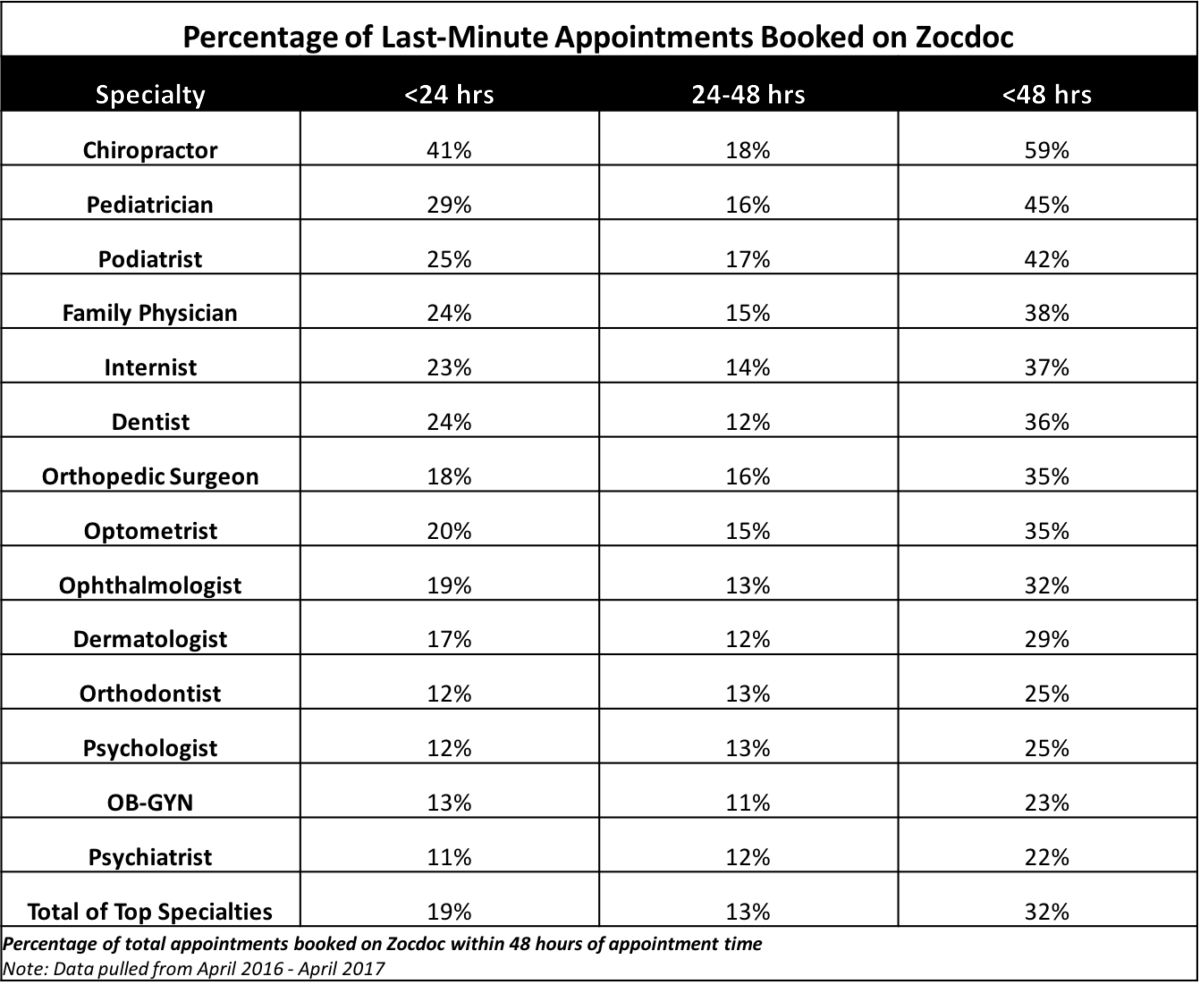 Percentage of Last-Minute Appointments Booked on Zocdoc
Specialty <24 hrs 24-48 hrs <48 hrs
Chiropractor 41% 18% 59%
Pediatrician 29% 16% 45%
Podiatrist 25% 17% 42%
Family Physician 24% 15% 38%
Internist 23% 14% 37%
Dentist 24% 12% 36%
Orthopedic Surgeon 18% 16% 35%
Optometrist 20% 15% 35%
Ophthalmologist 19% 13% 32%
Dermatologist 17% 12% 29%
Orthodontist 12% 13% 25%
Psychologist 12% 13% 25%
OB-GYN 13% 11% 23%
Psychiatrist 11% 12% 22%
Total of Top Specialties 19% 13% 32%
Percentage of total appointments booked on Zocdoc within 48 hours of appointment time
Note: Data pulled from April 2016 - April 2017